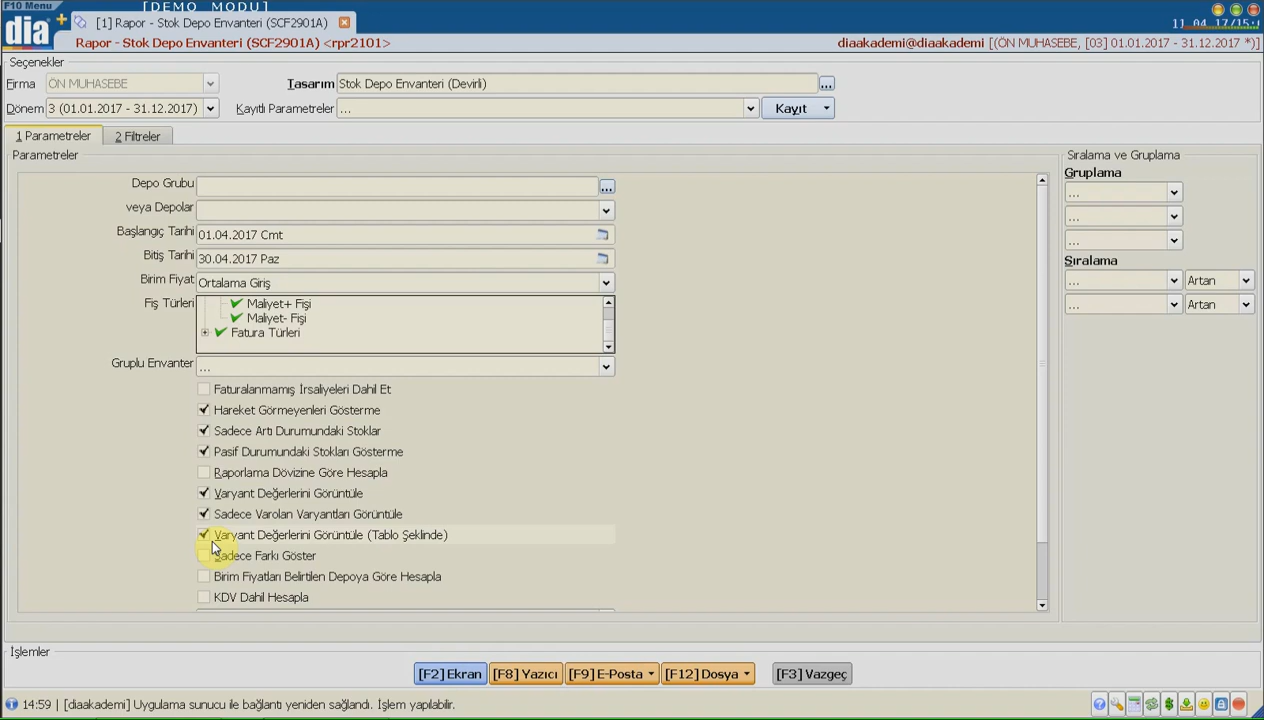 F10 Menu
[DEMO MODU]
dia
[1] Rapor - Stok Depo Envanteri (SCF2901A)
Rapor - Stok Depo Envanteri (SCF2901A) <rpr2101>
diaakademi@diaakademi [(ÖN MUHASEBE, [03] 01.01.2017 - 31.12.2017 *)]
Seçenekler
Firma ÖN MUHASEBE
Tasarım Stok Depo Envanteri (Devirli) ...
Dönem 3 (01.01.2017 - 31.12.2017)
Kayıtlı Parametreler ...
Kayıt
1 Parametreler
2 Filtreler
Parametreler
Depo Grubu ...
veya Depolar
Başlangıç Tarihi 01.04.2017 Cmt
Bitiş Tarihi 30.04.2017 Paz
Birim Fiyat Ortalama Giriş
Fiş Türleri
Maliyet+ Fişi
Maliyet- Fişi
Fatura Türleri
Gruplu Envanter ...
Faturalanmamış İrsaliyeleri Dahil Et
Hareket Görmeyenleri Gösterme
Sadece Artı Durumundaki Stoklar
Pasif Durumundaki Stokları Gösterme
Raporlama Dövizine Göre Hesapla
Varyant Değerlerini Görüntüle
Sadece Varolan Varyantları Görüntüle
Varyant Değerlerini Görüntüle (Tablo Şeklinde)
Sadece Farkı Göster
Birim Fiyatları Belirtilen Depoya Göre Hesapla
KDV Dahil Hesapla
Sıralama ve Gruplama
Gruplama
...
...
...
Sıralama
... Artan
... Artan
İşlemler
[F2] Ekran
[F8] Yazıcı
[F9] E-Posta
[F12] Dosya
[F3] Vazgeç
14:59 | [diaakademi] Uygulama sunucu ile bağlantı yeniden sağlandı. İşlem yapılabilir.